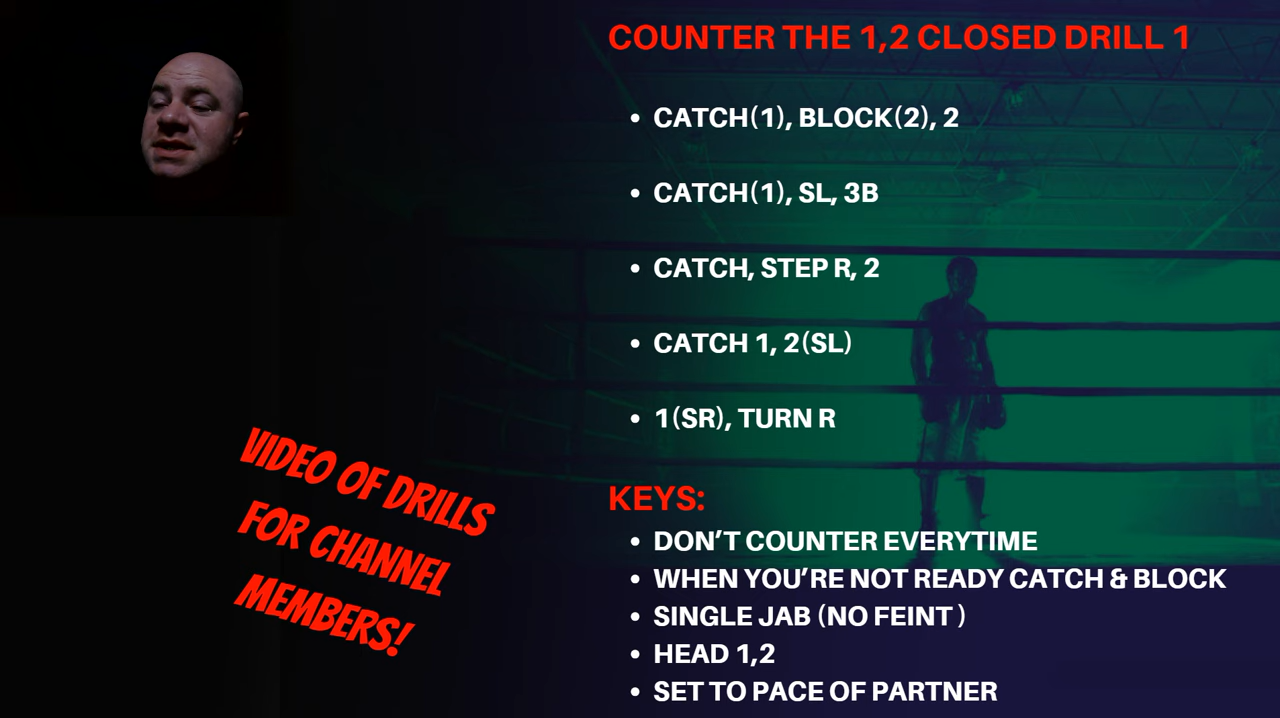 COUNTER THE 1,2 CLOSED DRILL 1
• CATCH(1), BLOCK(2), 2
• CATCH(1), SL, 3B
• CATCH, STEP R, 2
• CATCH 1, 2(SL)
• 1(SR), TURN R
KEYS:
• DON'T COUNTER EVERYTIME
• WHEN YOU'RE NOT READY CATCH & BLOCK
• SINGLE JAB (NO FEINT )
• HEAD 1,2
• SET TO PACE OF PARTNER
VIDEO OF DRILLS
FOR CHANNEL
MEMBERS!